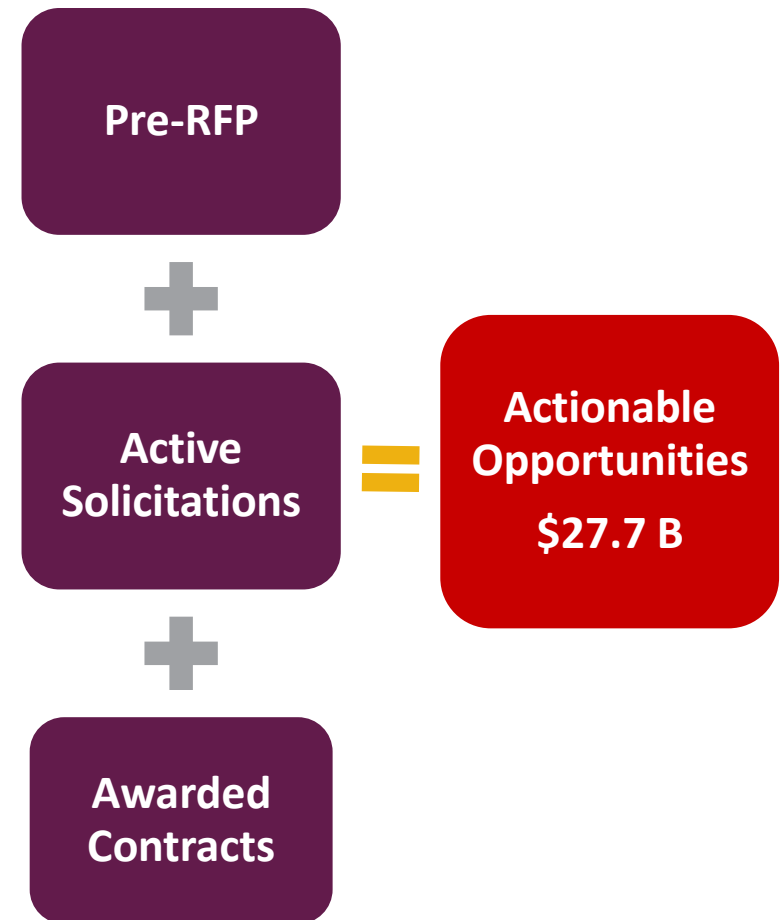 Pre-RFP
Active
Solicitations
Actionable
Opportunities
$27.7 B
Awarded
Contracts